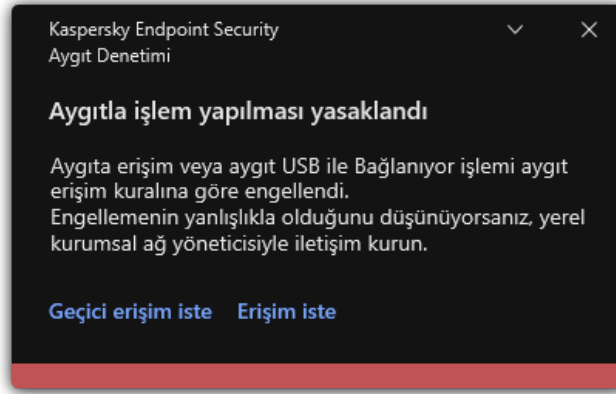 Kaspersky Endpoint Security
Aygıt Denetimi
Aygıtla işlem yapılması yasaklandı
Aygıta erişim veya aygıt USB ile Bağlanıyor işlemi aygıt
erişim kuralına göre engellendi.
Engellemenin yanlışlıkla olduğunu düşünüyorsanız, yerel
kurumsal ağ yöneticisiyle iletişim kurun.
Geçici erişim iste Erişim iste